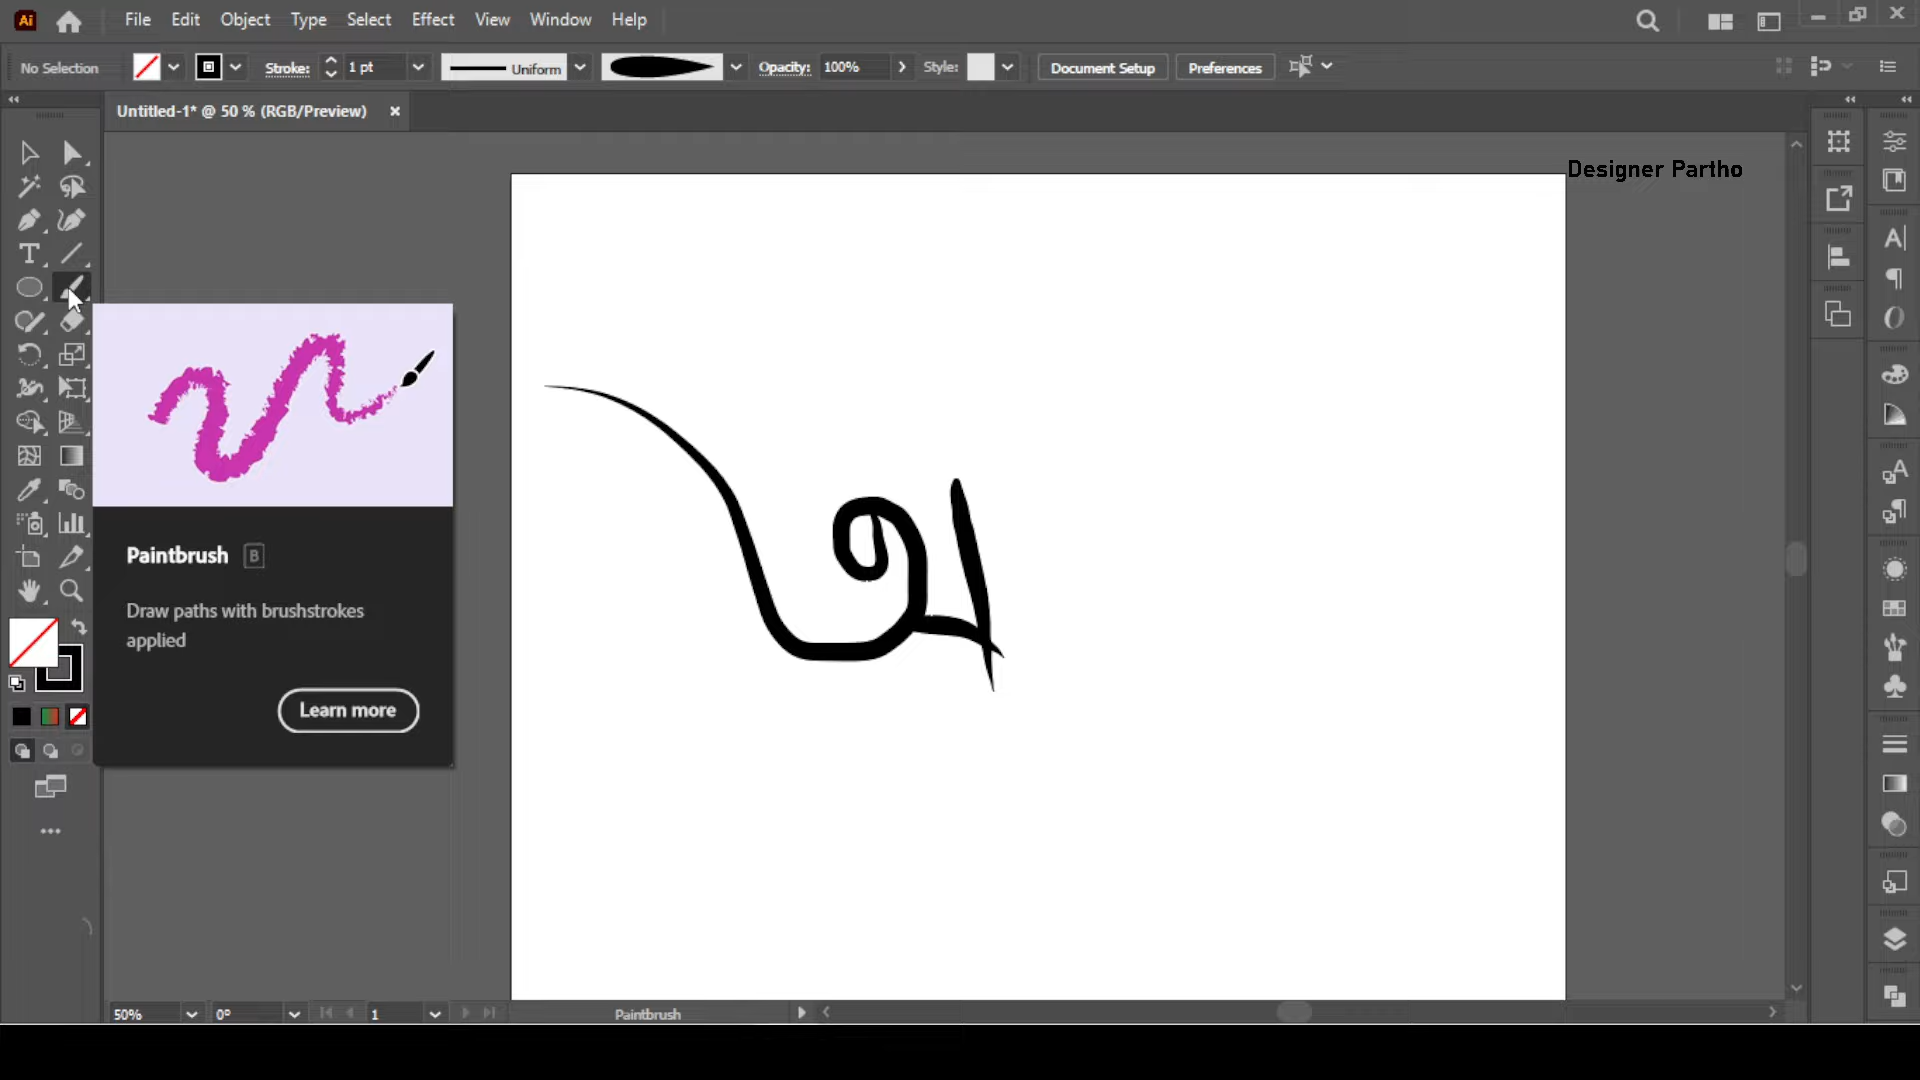 File Edit Object Type Select Effect View Window Help
No Selection Stroke: 1 pt Uniform Opacity: 100% Style: Document Setup Preferences
Untitled-1* @ 50 % (RGB/Preview)
Designer Partho
Paintbrush B
Draw paths with brushstrokes
applied
Learn more
অ
50% 0° 1 Paintbrush